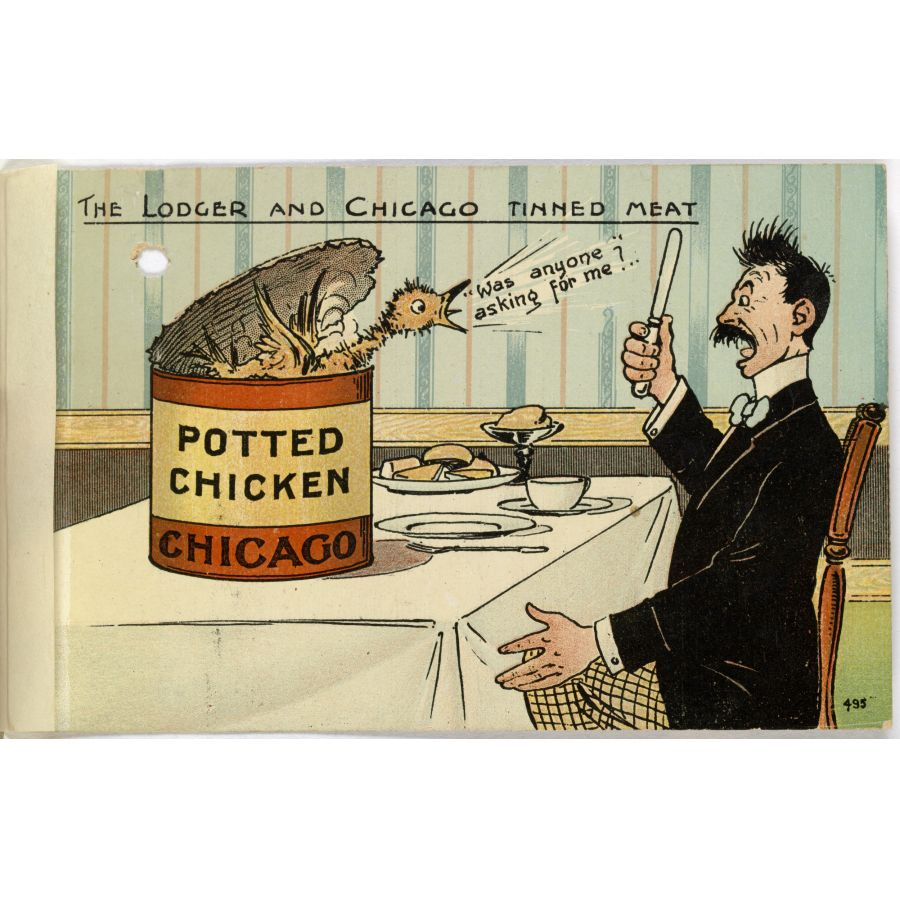 THE LODGER AND CHICAGO TINNED MEAT
"Was anyone"?
asking for me...
POTTED
CHICKEN
CHICAGO
495